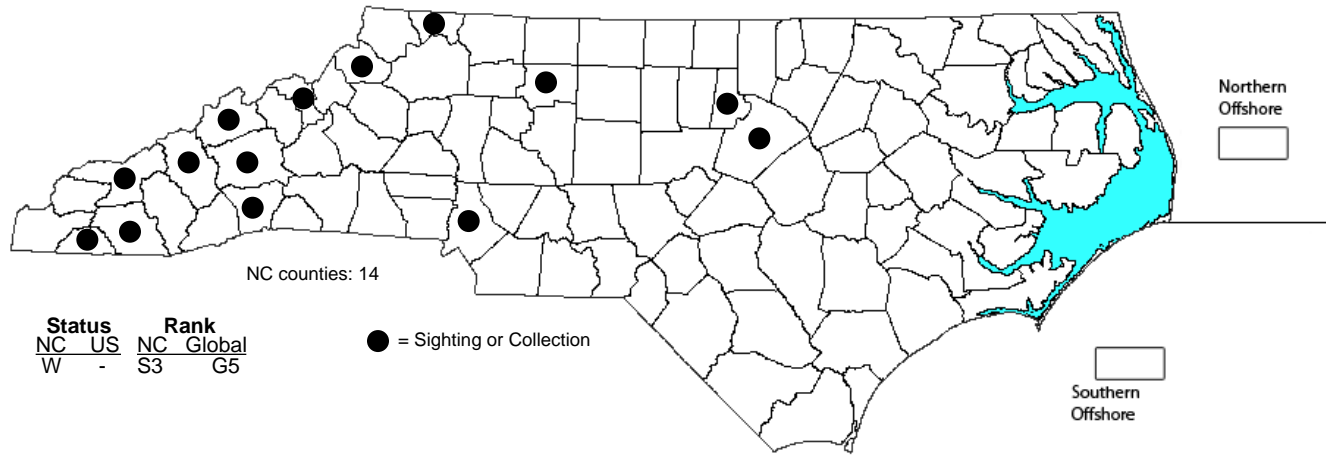 Northern
Offshore
NC counties: 14
Status Rank
NC US NC Global
W - S3 G5
= Sighting or Collection
Southern
Offshore